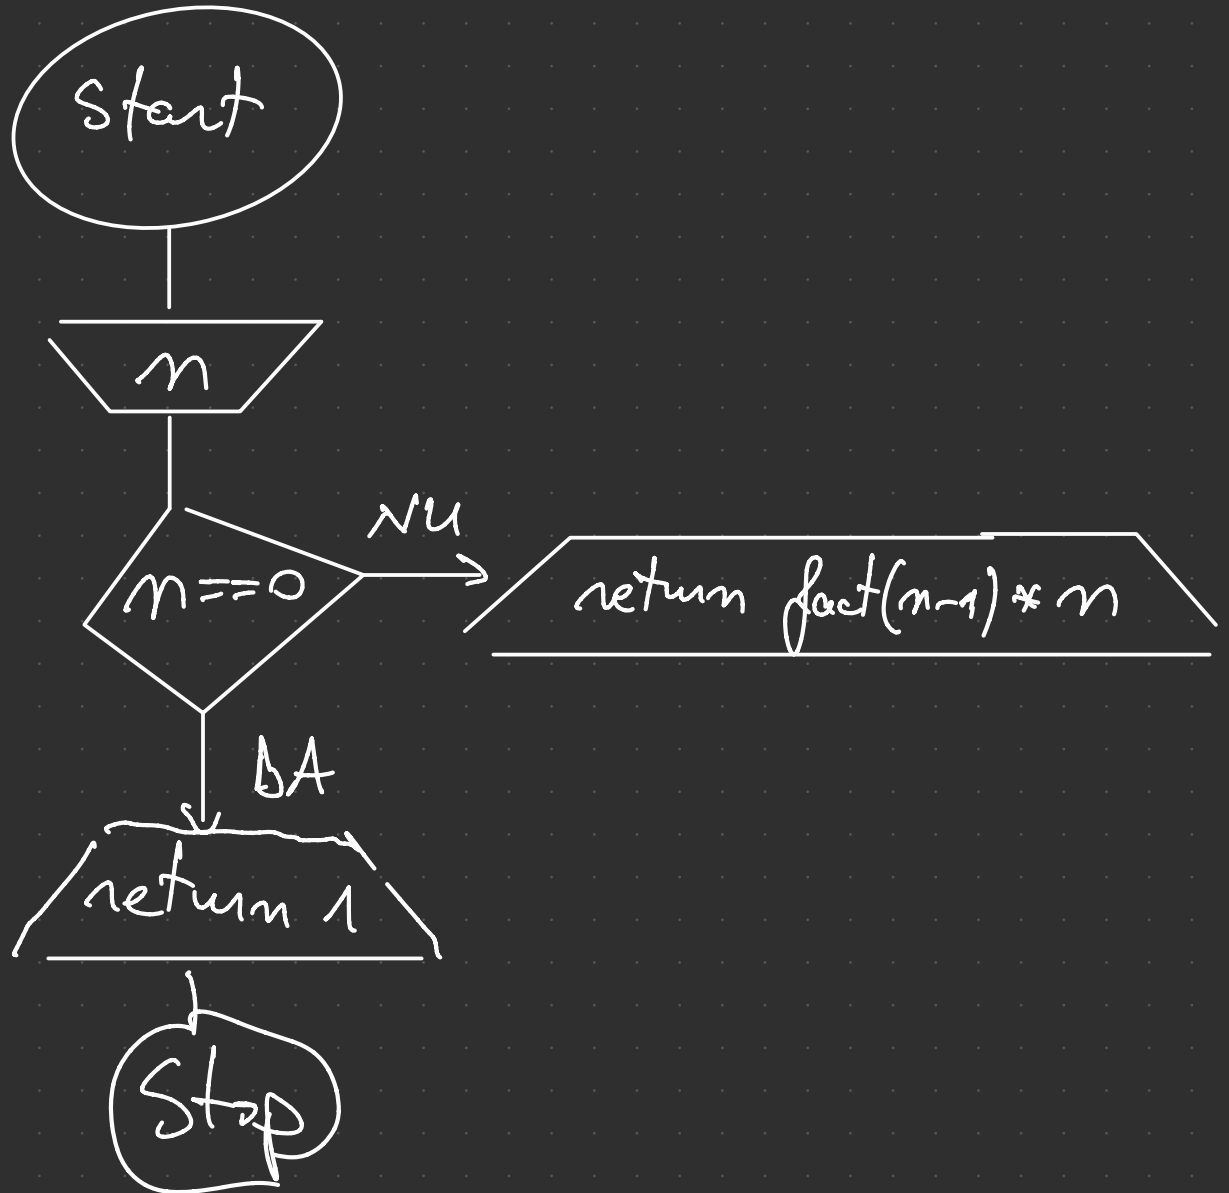 Start
n
NU
n==0
return fact(n-1)*n
DA
return 1
Stop